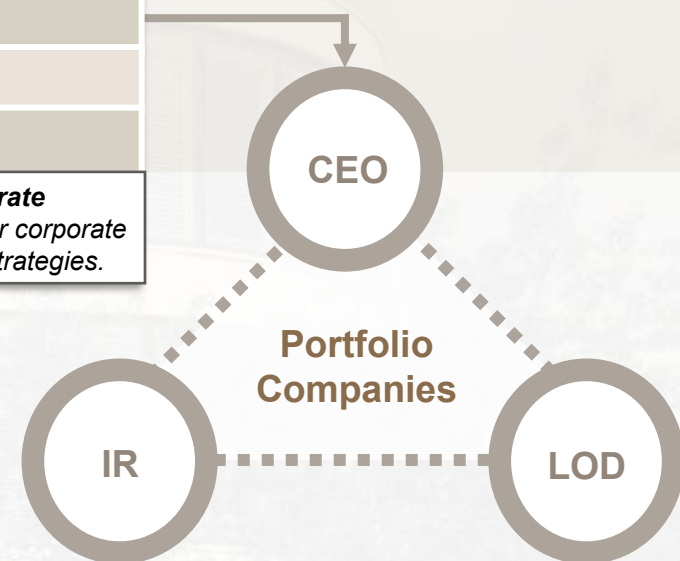 CEO
rate
r corporate
trategies.
Portfolio
Companies
IR
LOD